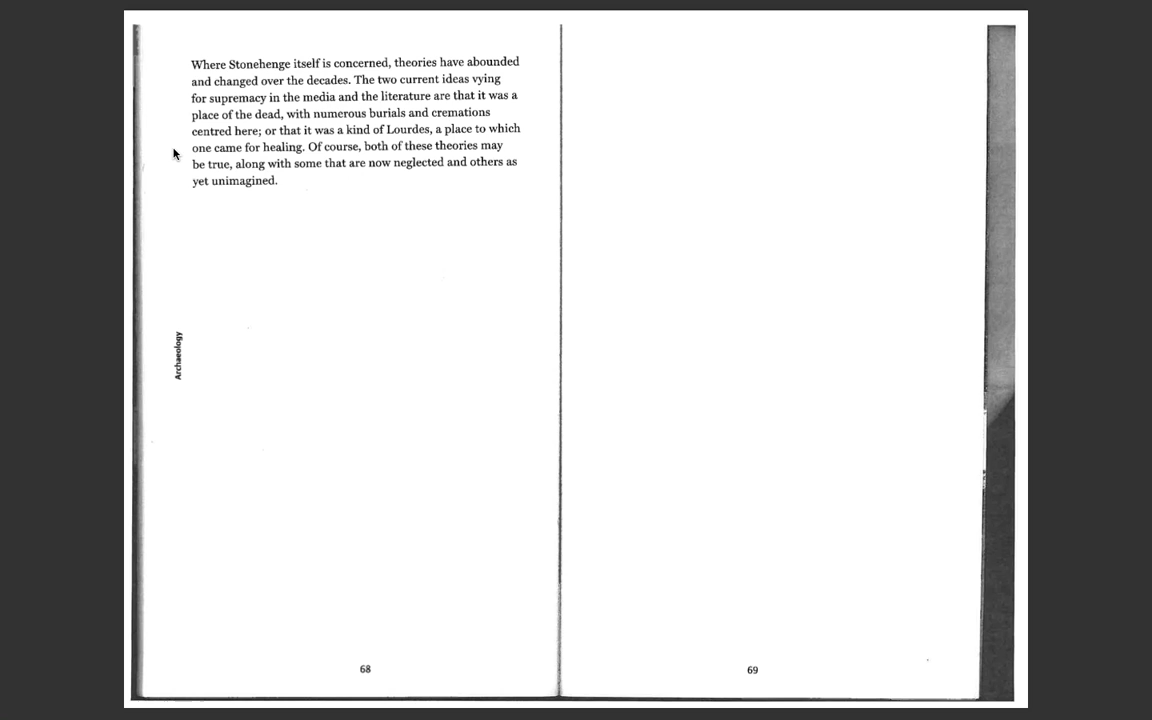 Where Stonehenge itself is concerned, theories have abounded
and changed over the decades. The two current ideas vying
for supremacy in the media and the literature are that it was a
place of the dead, with numerous burials and cremations
centred here; or that it was a kind of Lourdes, a place to which
one came for healing. Of course, both of these theories may
be true, along with some that are now neglected and others as
yet unimagined.
Archaeology
68
69